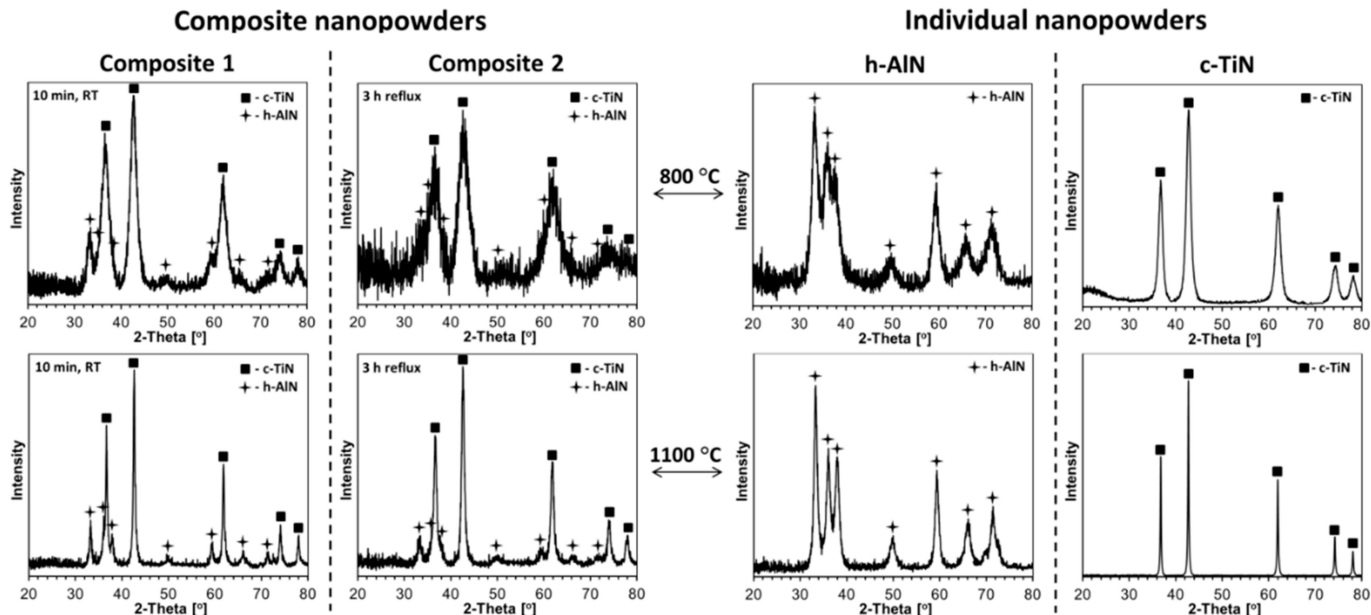 Composite nanopowders
Individual nanopowders
Composite 1
Composite 2
h-AlN
c-TiN
10 min, RT
■ - c-TiN
✦ - h-AlN
Intensity
20 30 40 50 60 70 80
2-Theta [°]
3 h reflux
■ - c-TiN
✦ - h-AlN
Intensity
20 30 40 50 60 70 80
2-Theta [°]
800 °C
✦ - h-AlN
Intensity
20 30 40 50 60 70 80
2-Theta [°]
■ - c-TiN
Intensity
20 30 40 50 60 70 80
2-Theta [°]
10 min, RT
■ - c-TiN
✦ - h-AlN
Intensity
20 30 40 50 60 70 80
2-Theta [°]
3 h reflux
■ - c-TiN
✦ - h-AlN
Intensity
20 30 40 50 60 70 80
2-Theta [°]
1100 °C
✦ - h-AlN
Intensity
20 30 40 50 60 70 80
2-Theta [°]
■ - c-TiN
Intensity
20 30 40 50 60 70 80
2-Theta [°]